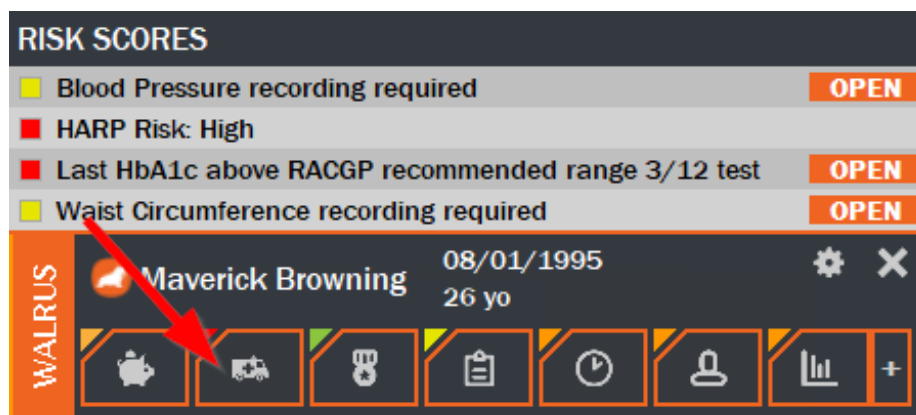 RISK SCORES
Blood Pressure recording required OPEN
HARP Risk: High
Last HbA1c above RACGP recommended range 3/12 test OPEN
Waist Circumference recording required OPEN
WALRUS
Maverick Browning
08/01/1995
26 yo